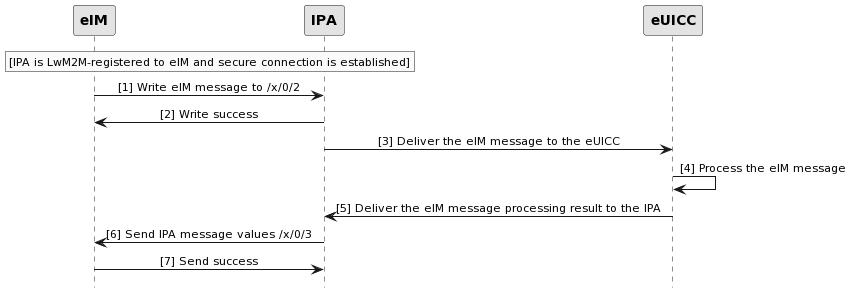 eIM
IPA
eUICC
[IPA is LwM2M-registered to eIM and secure connection is established]
[1] Write eIM message to /x/0/2
[2] Write success
[3] Deliver the eIM message to the eUICC
[4] Process the eIM message
[5] Deliver the eIM message processing result to the IPA
[6] Send IPA message values /x/0/3
[7] Send success